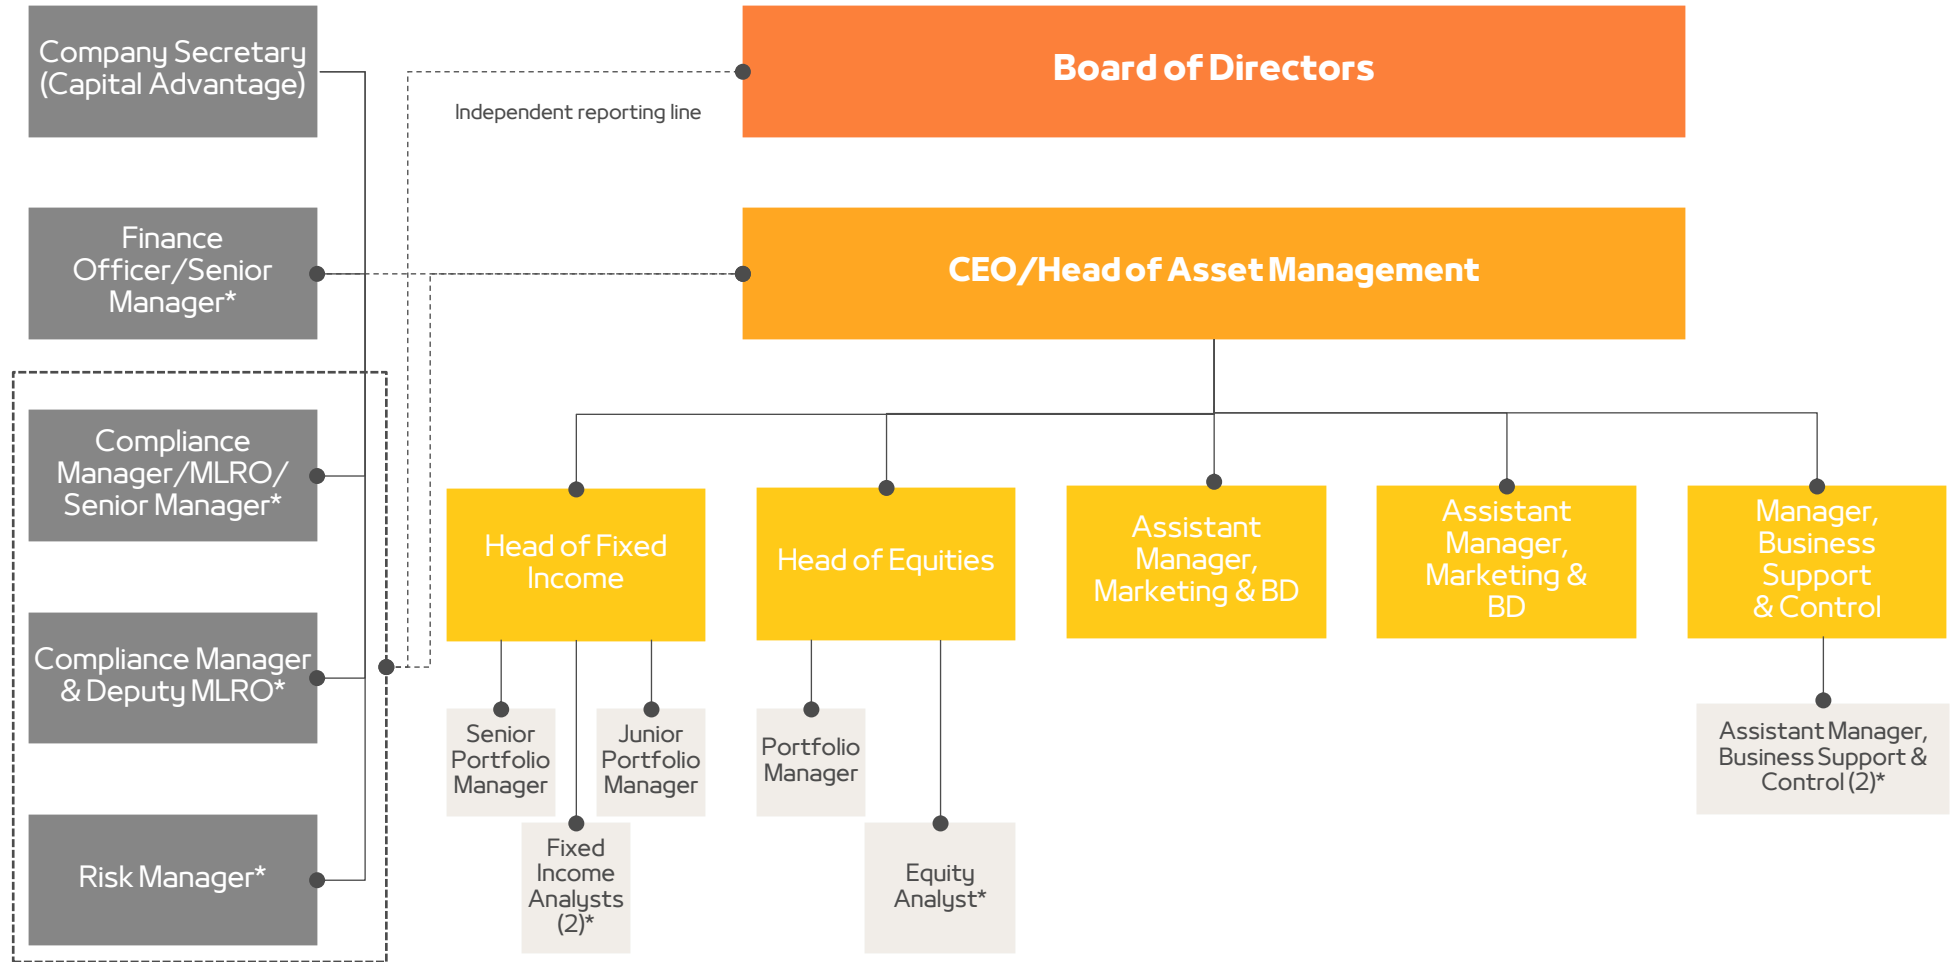 Company Secretary
(Capital Advantage)
Board of Directors
Independent reporting line
Finance
Officer/Senior
Manager*
CEO/Head of Asset Management
Compliance
Manager/MLRO/
Senior Manager*
Compliance Manager
& Deputy MLRO*
Risk Manager*
Head of Fixed
Income
Head of Equities
Assistant
Manager,
Marketing & BD
Assistant
Manager,
Marketing &
BD
Manager,
Business
Support
& Control
Senior
Portfolio
Manager
Fixed
Income
Analysts
(2)*
Junior
Portfolio
Manager
Portfolio
Manager
Equity
Analyst*
Assistant Manager,
Business Support &
Control (2)*